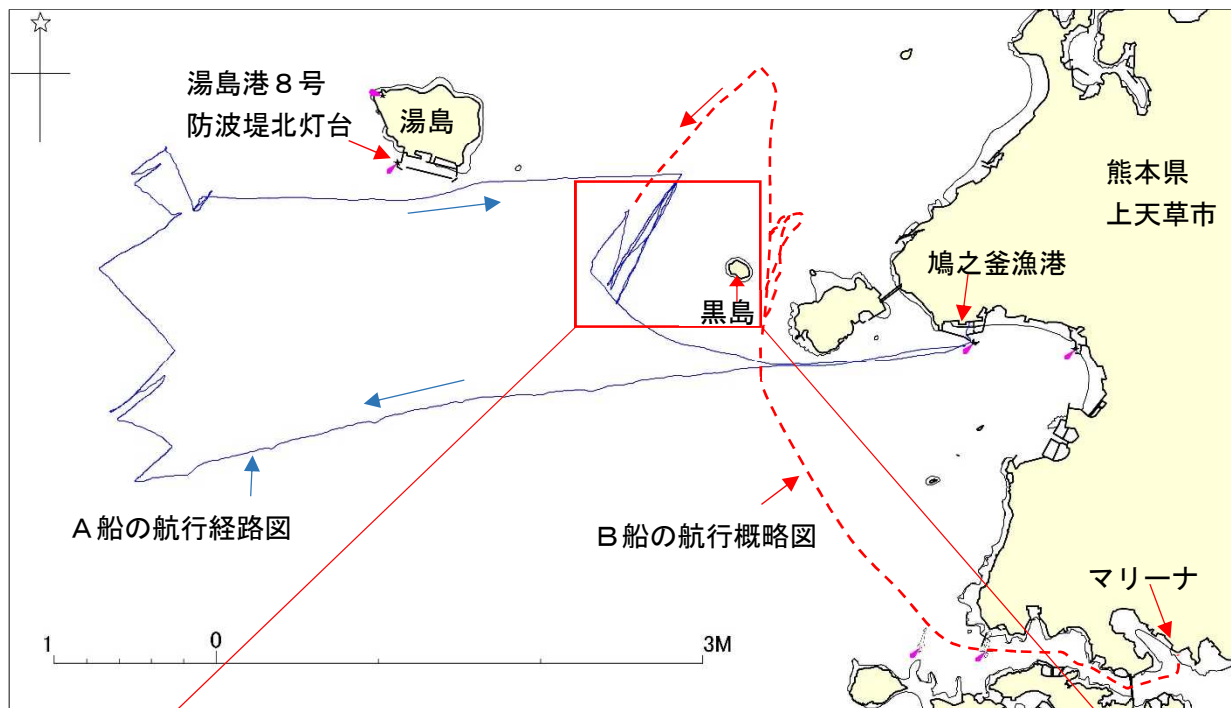 湯島港８号
防波堤北灯台
湯島
熊本県
上天草市
鳩之釜漁港
黒島
A船の航行経路図
B船の航行概略図
マリーナ
1
0
3M